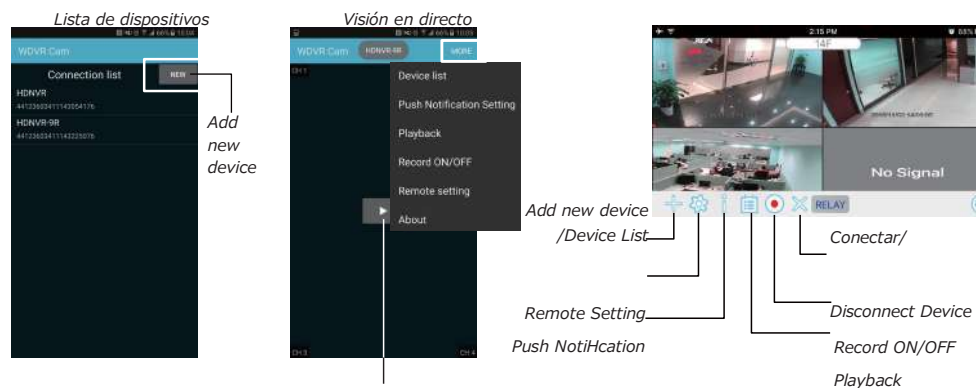 Lista de dispositivos
WDVR Cam
Connection list
NEW
HDNVR
44123603411143054176
HDNVR-9R
44123603411143225076
Add
new
device
Visión en directo
WDVR Cam
HDNVR-9R
MORE
CH 1
Device list
Push Notification Setting
Playback
Record ON/OFF
Remote setting
About
CH 3
CH 4
2:15 PM
14F
No Signal
RELAY
Add new device
/Device List
Conectar/
Remote Setting
Disconnect Device
Push NotiHcation
Record ON/OFF
Playback